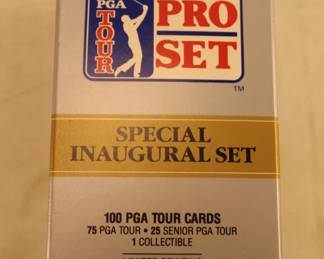 PGA
TOUR
PRO
SET
TM
SPECIAL
INAUGURAL SET
100 PGA TOUR CARDS
75 PGA TOUR • 25 SENIOR PGA TOUR
1 COLLECTIBLE